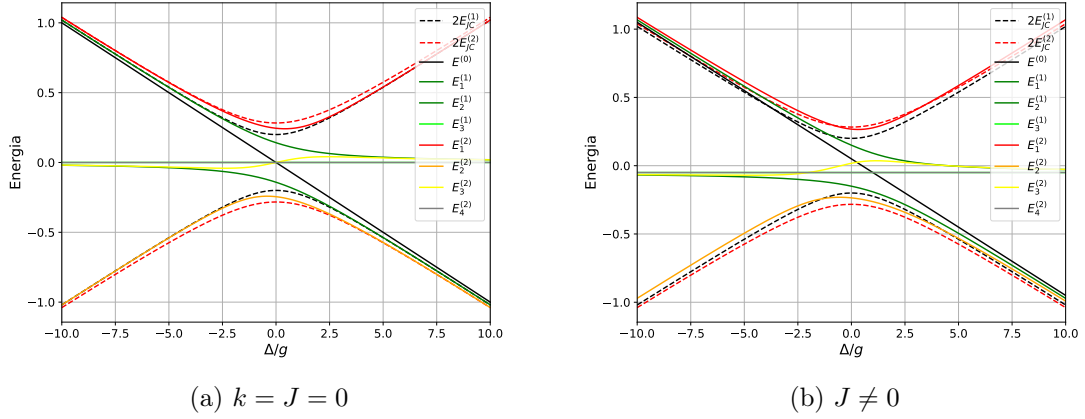 1.0
0.5
0.0
−0.5
−1.0
Energia
−10.0 −7.5 −5.0 −2.5 0.0 2.5 5.0 7.5 10.0
Δ/g
2E_{JC}^{(1)}
2E_{JC}^{(2)}
E^{(0)}
E_1^{(1)}
E_2^{(1)}
E_3^{(1)}
E_1^{(2)}
E_2^{(2)}
E_3^{(2)}
E_4^{(2)}
(a) k = J = 0
1.0
0.5
0.0
−0.5
−1.0
Energia
−10.0 −7.5 −5.0 −2.5 0.0 2.5 5.0 7.5 10.0
Δ/g
2E_{JC}^{(1)}
2E_{JC}^{(2)}
E^{(0)}
E_1^{(1)}
E_2^{(1)}
E_3^{(1)}
E_1^{(2)}
E_2^{(2)}
E_3^{(2)}
E_4^{(2)}
(b) J ≠ 0